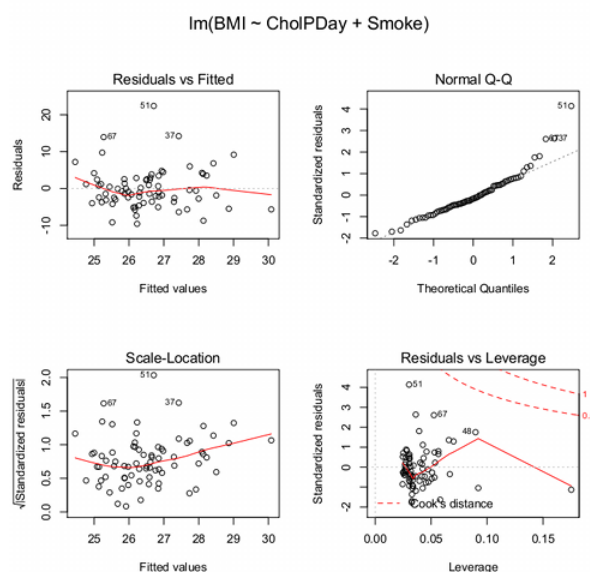 lm(BMI ~ CholPDay + Smoke)
Residuals vs Fitted
Residuals
20
10
0
-10
51
67
37
25 26 27 28 29 30
Fitted values
Normal Q-Q
Standardized residuals
4
3
2
1
0
-1
-2
51
37
-2 -1 0 1 2
Theoretical Quantiles
Scale-Location
√|Standardized residuals|
2.0
1.5
1.0
0.5
0.0
51
67
37
25 26 27 28 29 30
Fitted values
Residuals vs Leverage
Standardized residuals
4
2
0
-2
51
67
48
1
0.
Cook's distance
0.00 0.05 0.10 0.15
Leverage